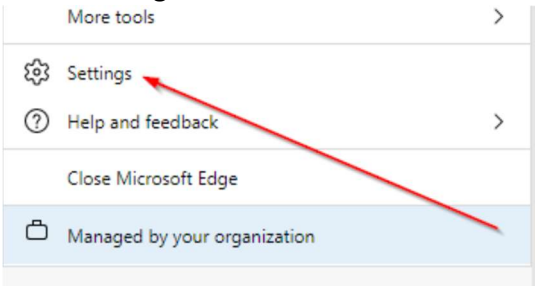 More tools
Settings
Help and feedback
Close Microsoft Edge
Managed by your organization